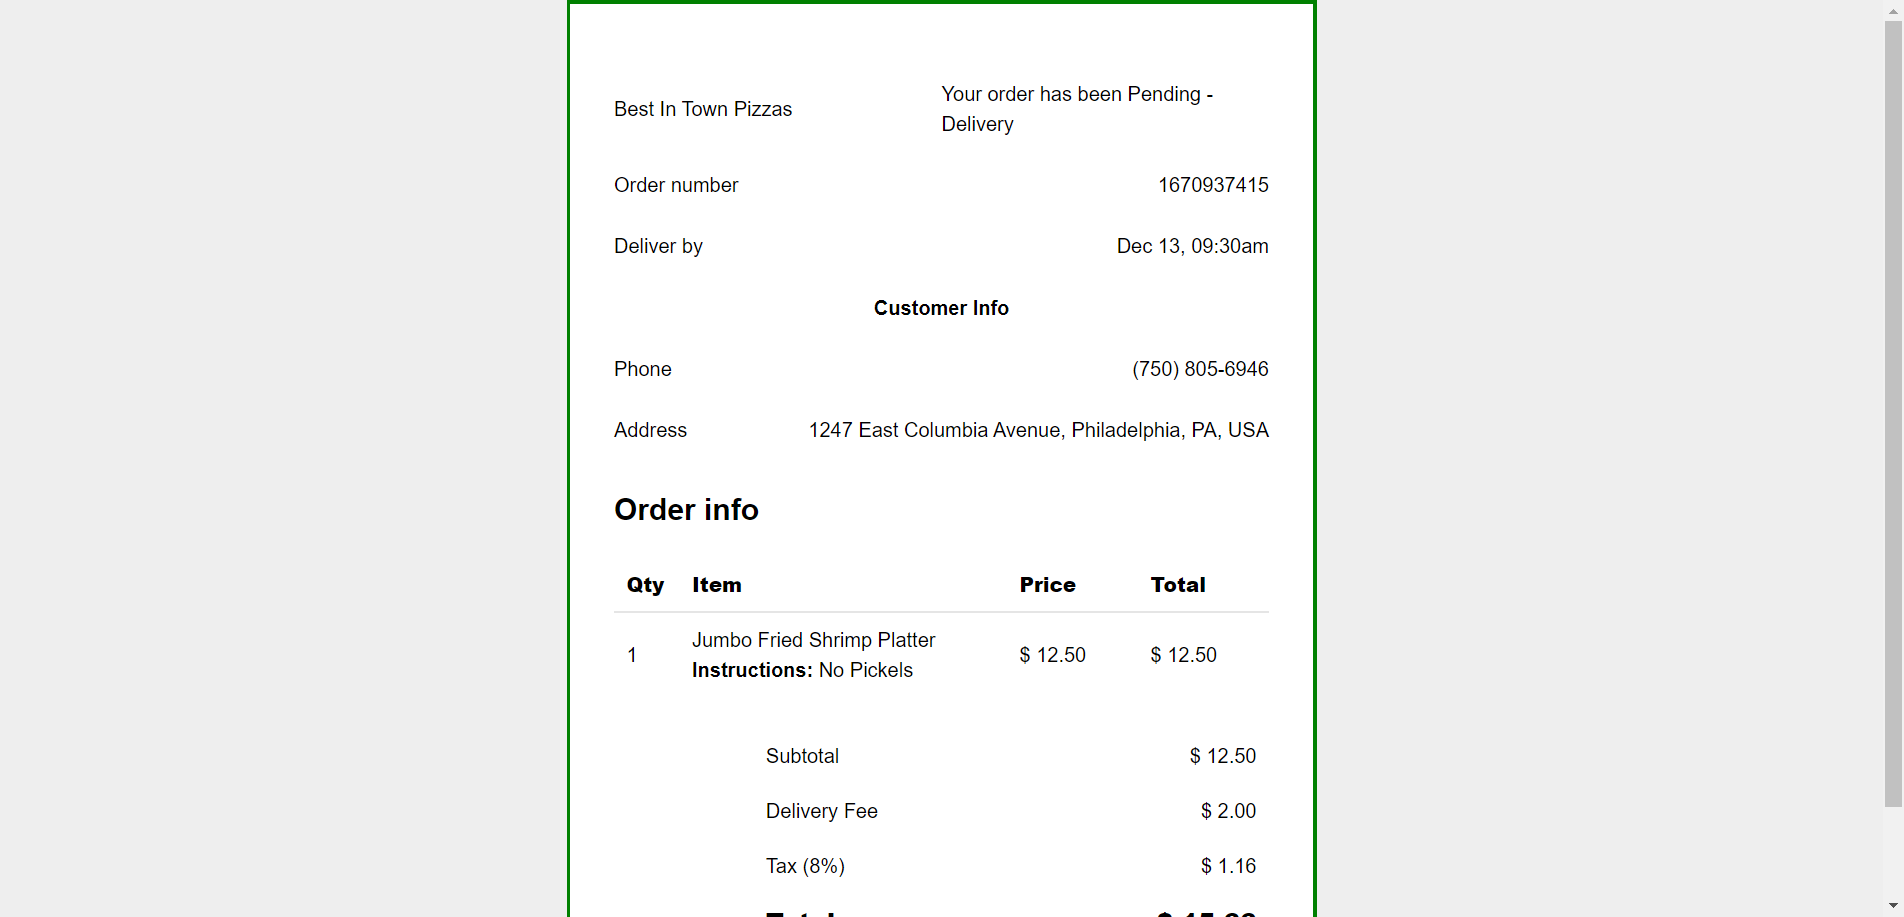 Best In Town Pizzas
Your order has been Pending -
Delivery
Order number 1670937415
Deliver by Dec 13, 09:30am
Customer Info
Phone (750) 805-6946
Address 1247 East Columbia Avenue, Philadelphia, PA, USA
Order info
Qty Item Price Total
1 Jumbo Fried Shrimp Platter $ 12.50 $ 12.50
Instructions: No Pickels
Subtotal $ 12.50
Delivery Fee $ 2.00
Tax (8%) $ 1.16